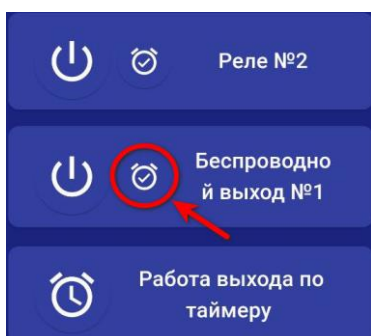 Реле №2
Беспроводно
й выход №1
Работа выхода по
таймеру